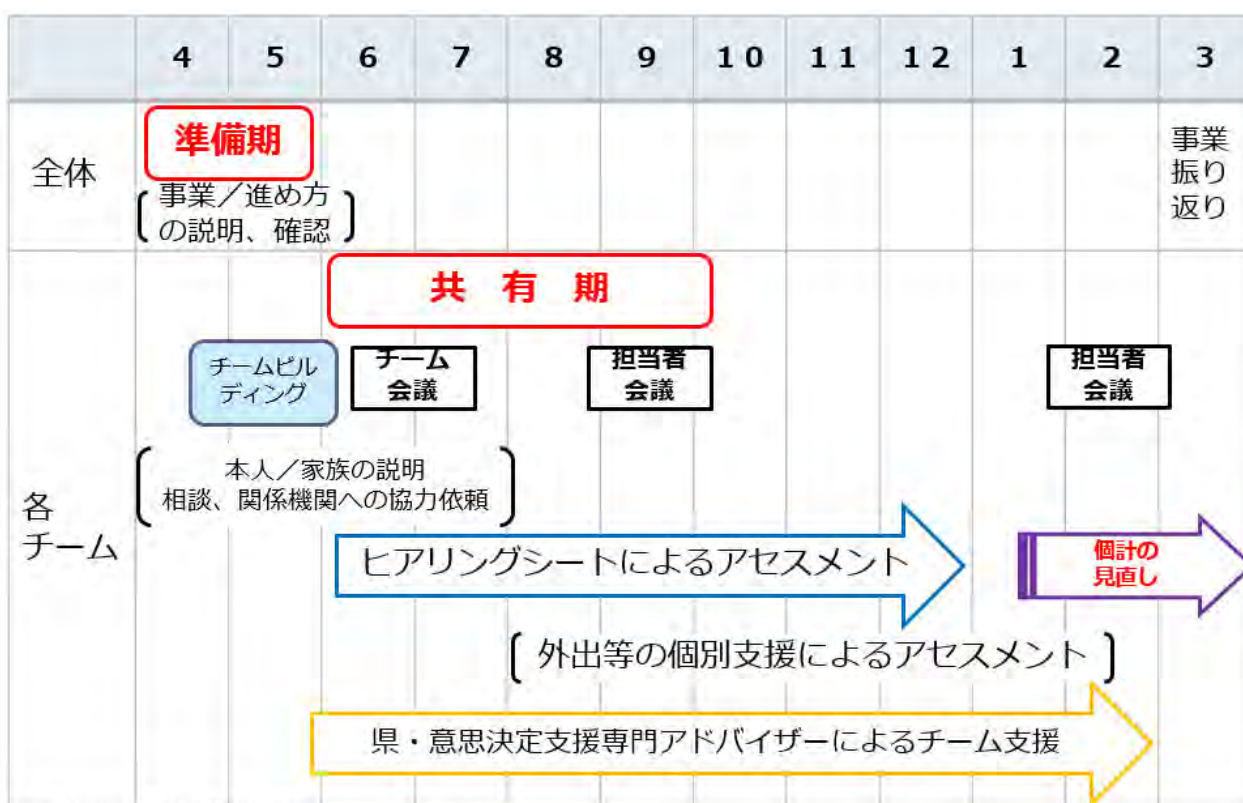 4 5 6 7 8 9 10 11 12 1 2 3
全体
準備期
事業／進め方
の説明、確認
事業
振り
返り
各
チーム
共 有 期
チームビル
ディング
チーム
会議
担当者
会議
担当者
会議
本人／家族の説明
相談、関係機関への協力依頼
ヒアリングシートによるアセスメント
個計の
見直し
外出等の個別支援によるアセスメント
県・意思決定支援専門アドバイザーによるチーム支援